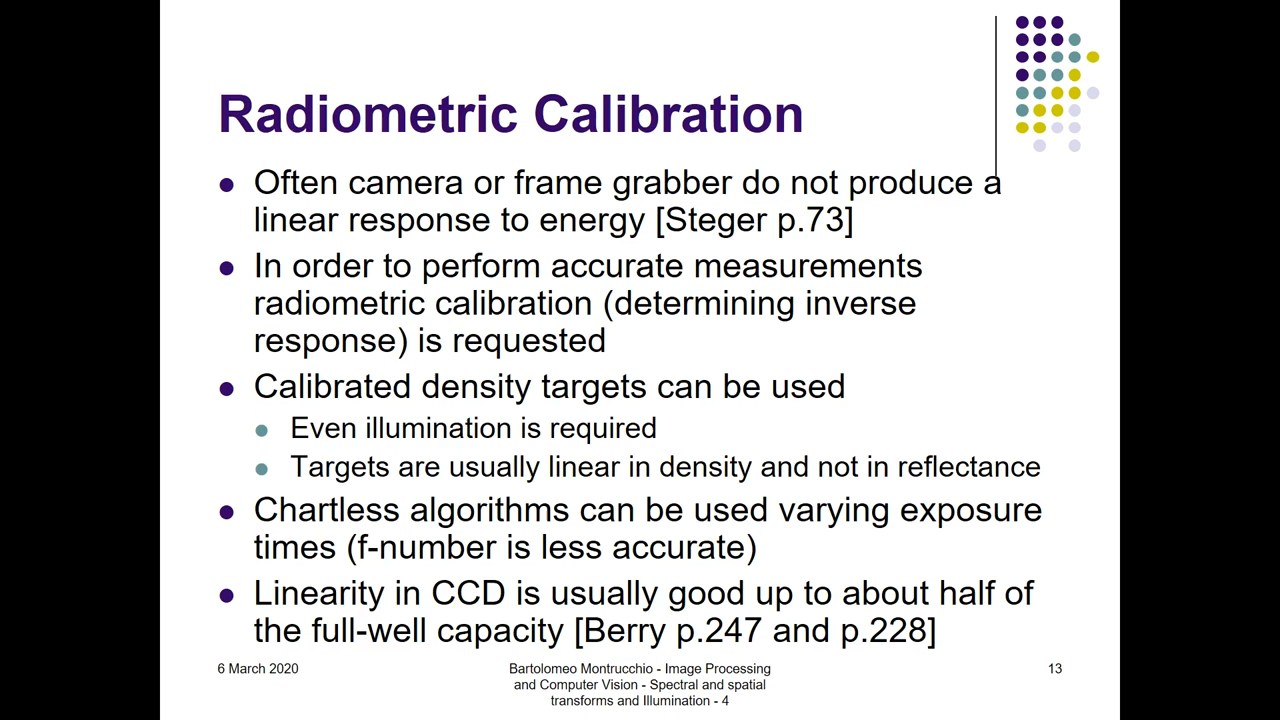 Radiometric Calibration
Often camera or frame grabber do not produce a
linear response to energy [Steger p.73]
In order to perform accurate measurements
radiometric calibration (determining inverse
response) is requested
Calibrated density targets can be used
Even illumination is required
Targets are usually linear in density and not in reflectance
Chartless algorithms can be used varying exposure
times (f-number is less accurate)
Linearity in CCD is usually good up to about half of
the full-well capacity [Berry p.247 and p.228]
6 March 2020
Bartolomeo Montrucchio - Image Processing
and Computer Vision - Spectral and spatial
transforms and Illumination - 4
13